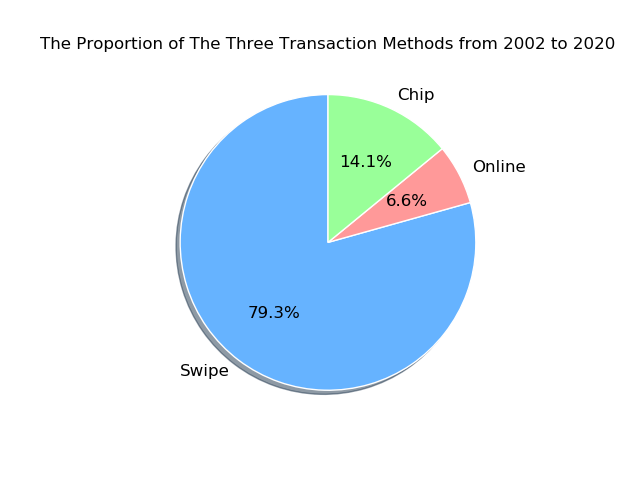 The Proportion of The Three Transaction Methods from 2002 to 2020
Chip
14.1%
Online
6.6%
79.3%
Swipe